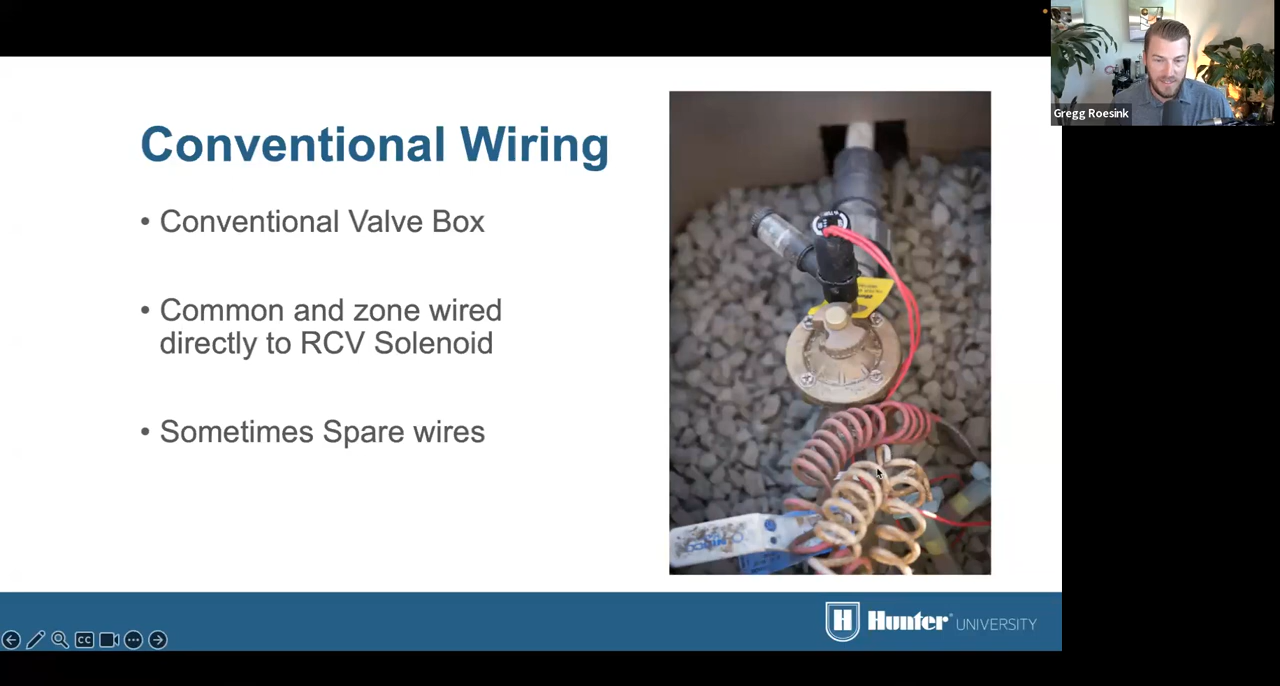 Gregg Roesink
Conventional Wiring
• Conventional Valve Box
• Common and zone wired
directly to RCV Solenoid
• Sometimes Spare wires
H Hunter® UNIVERSITY
CC